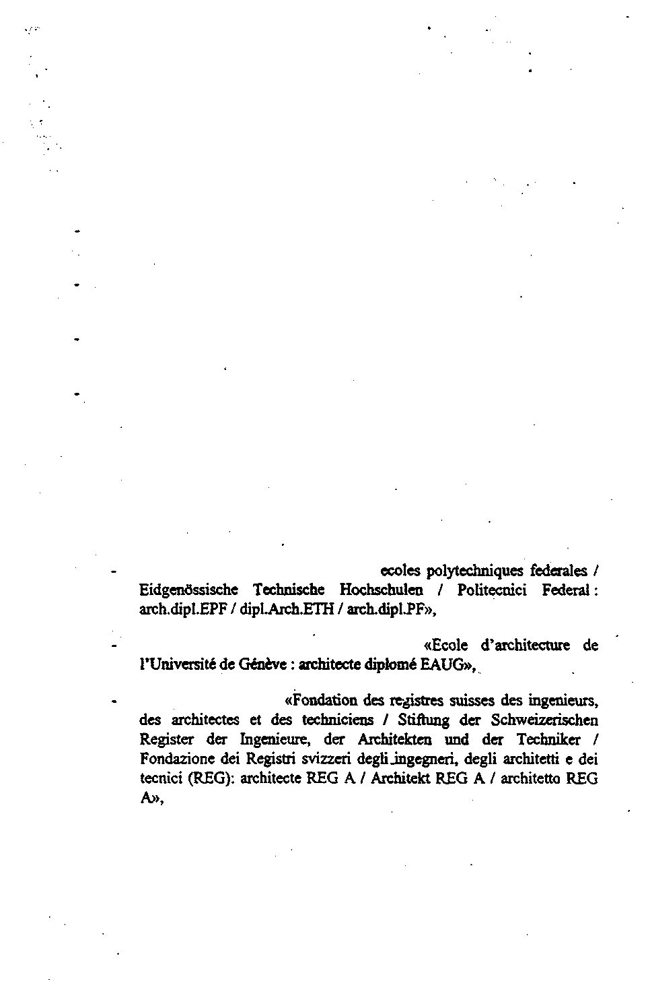 -
-
-
-
- ecoles polytechniques federales /
Eidgenössische Technische Hochschulen / Politecnici Federal :
arch.dipl.EPF / dipl.Arch.ETH / arch.dipl.PF»,
- «Ecole d'architecture de
l'Université de Génève : architecte diplomé EAUG»,
- «Fondation des registres suisses des ingenieurs,
des architectes et des techniciens / Stiftung der Schweizerischen
Register der Ingenieure, der Architekten und der Techniker /
Fondazione dei Registri svizzeri degli ingegneri, degli architetti e dei
tecnici (REG): architecte REG A / Architekt REG A / architetto REG
A»,